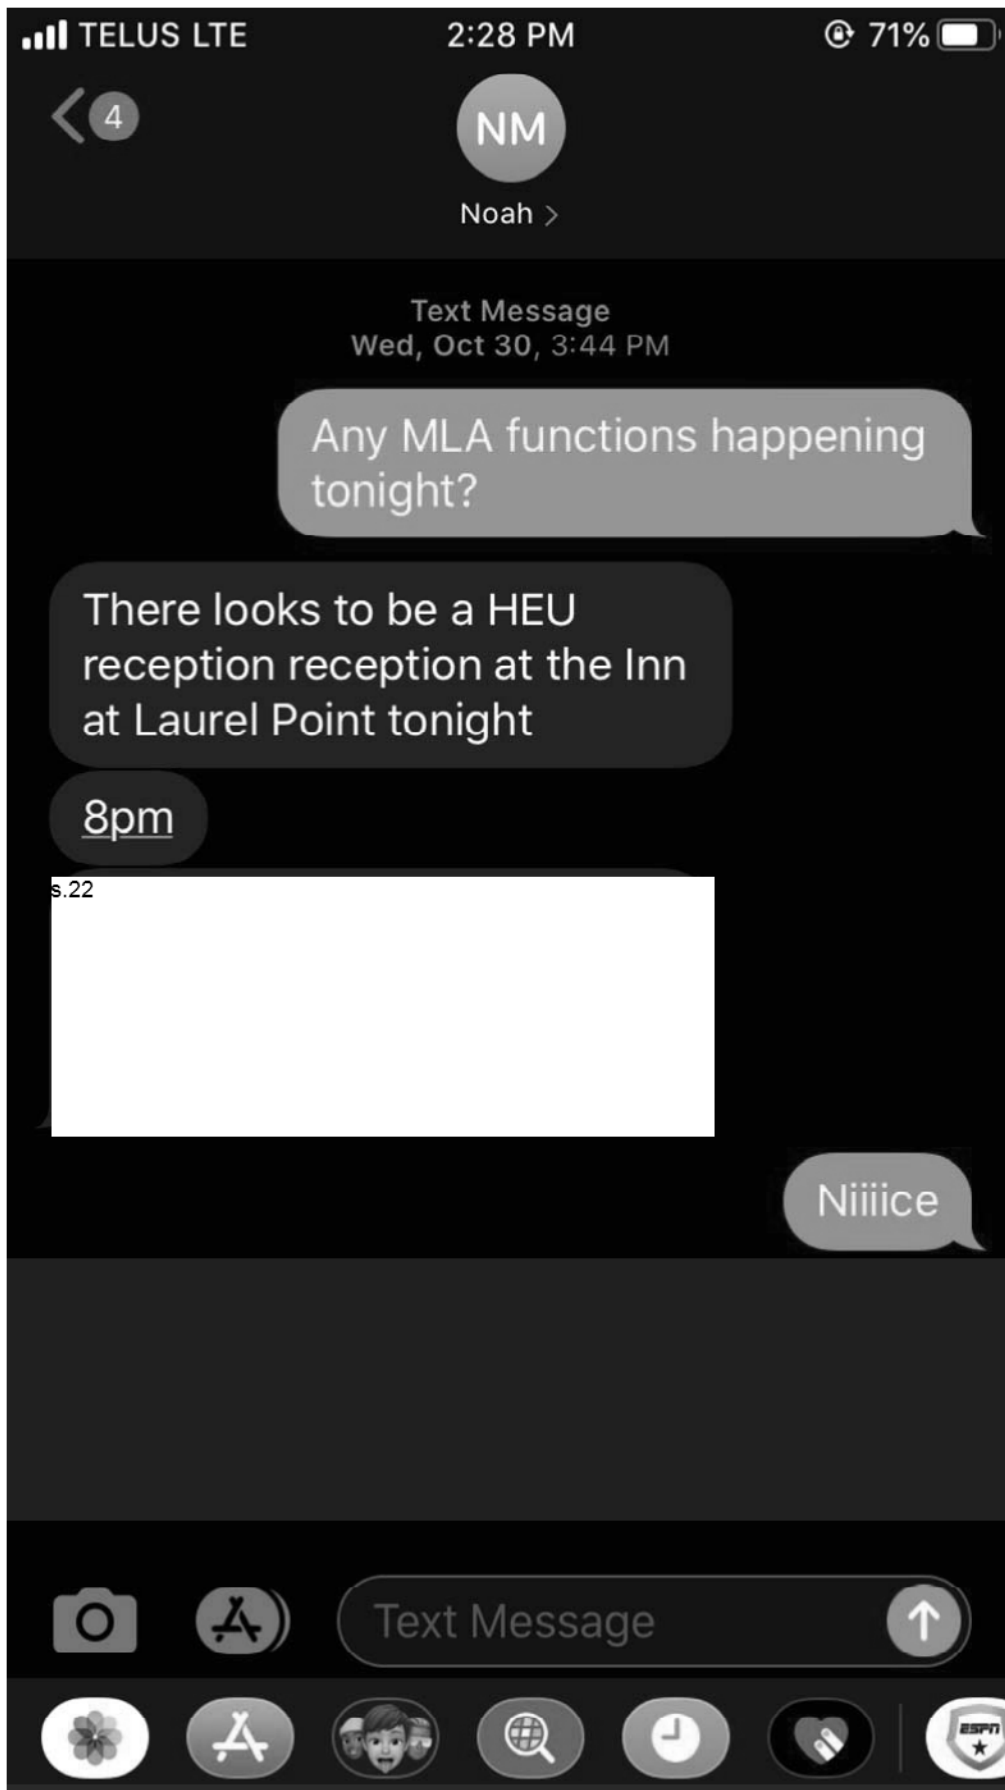 TELUS LTE 2:28 PM 71%
4
NM
Noah >
Text Message
Wed, Oct 30, 3:44 PM
Any MLA functions happening
tonight?
There looks to be a HEU
reception reception at the Inn
at Laurel Point tonight
8pm
s.22
Niiiice
Text Message
ESPN